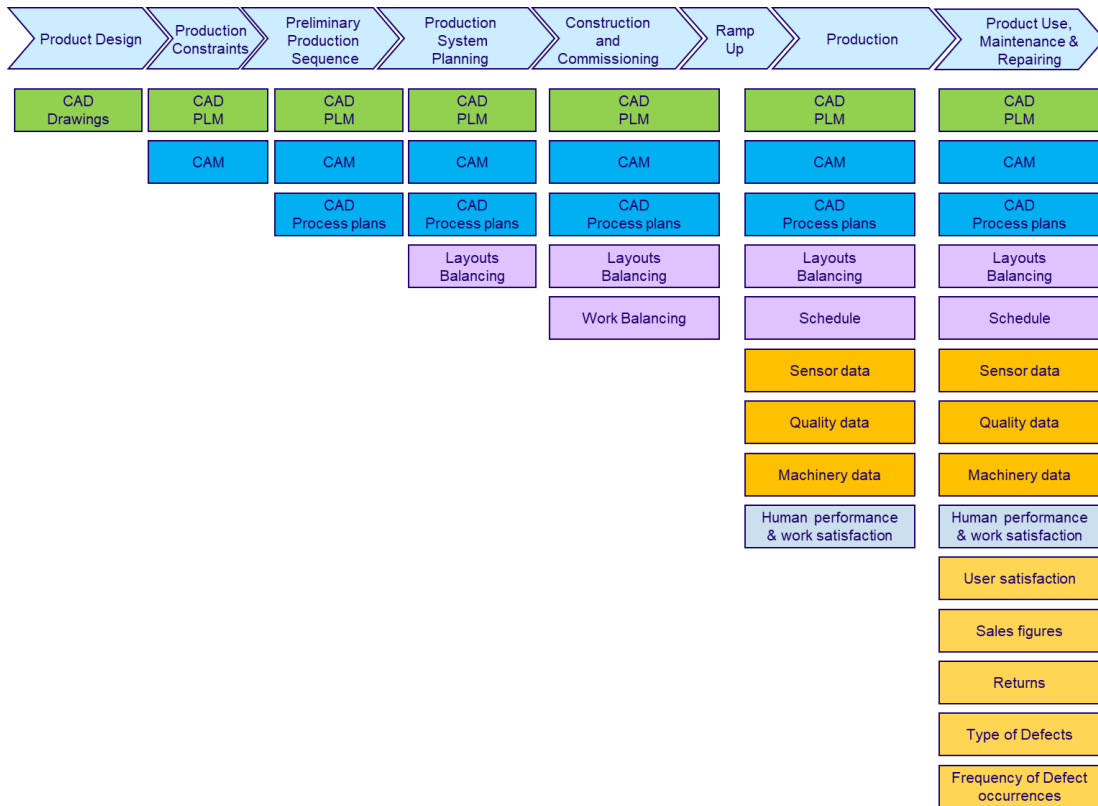 Product Design
Production
Constraints
Preliminary
Production
Sequence
Production
System
Planning
Construction
and
Commissioning
Ramp
Up
Production
Product Use,
Maintenance &
Repairing
CAD
Drawings
CAD
PLM
CAD
PLM
CAD
PLM
CAD
PLM
CAD
PLM
CAD
PLM
CAM
CAM
CAM
CAM
CAM
CAM
CAD
Process plans
CAD
Process plans
CAD
Process plans
CAD
Process plans
CAD
Process plans
Layouts
Balancing
Layouts
Balancing
Layouts
Balancing
Layouts
Balancing
Work Balancing
Schedule
Schedule
Sensor data
Sensor data
Quality data
Quality data
Machinery data
Machinery data
Human performance
& work satisfaction
Human performance
& work satisfaction
User satisfaction
Sales figures
Returns
Type of Defects
Frequency of Defect
occurrences